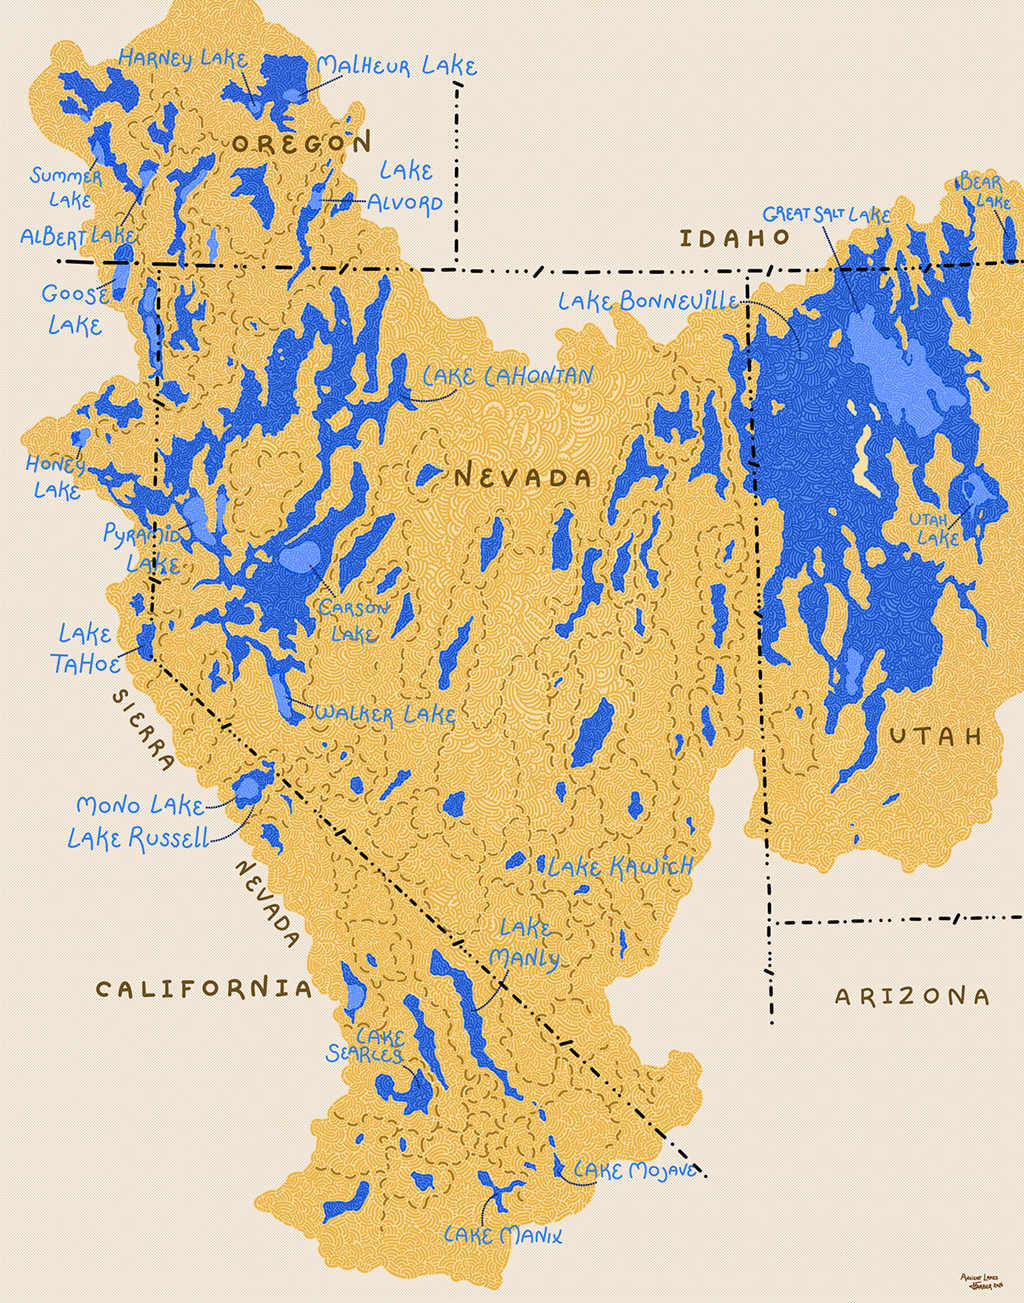 HARNEY LAKE
MALHEUR LAKE
OREGON
SUMMER
LAKE
LAKE
ALVORD
ALBERT LAKE
GOOSE
LAKE
IDAHO
GREAT SALT LAKE
BEAR
LAKE
LAKE BONNEVILLE
LAKE LAHONTAN
HONEY
LAKE
NEVADA
PYRAMID
LAKE
UTAH
LAKE
CARSON
LAKE
LAKE
TAHOE
WALKER LAKE
SIERRA
NEVADA
UTAH
MONO LAKE
LAKE RUSSELL
LAKE KAWICH
LAKE
MANLY
CALIFORNIA
ARIZONA
LAKE
SEARLES
LAKE MOJAVE
LAKE MANIX
ANCIENT LAKES